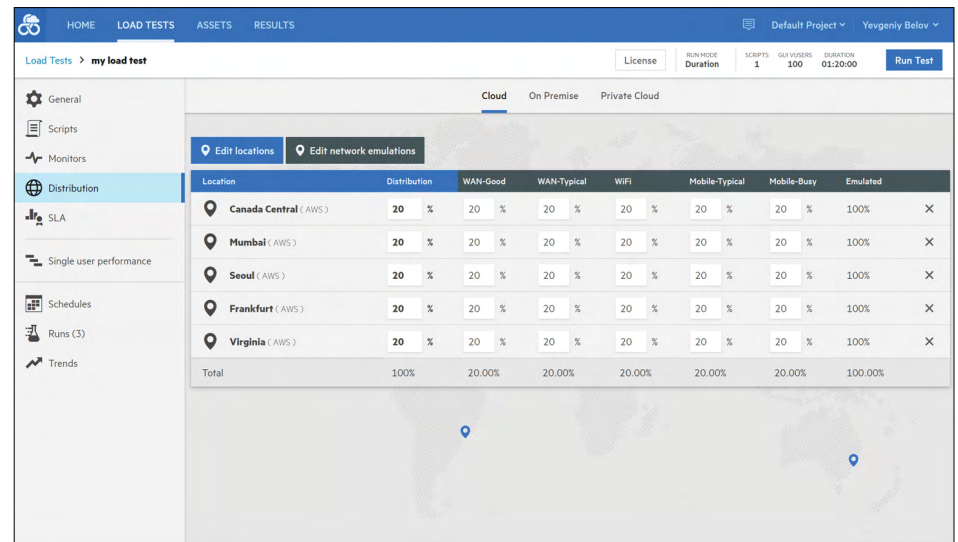 HOME LOAD TESTS ASSETS RESULTS Default Project Yevgeniy Belov
Load Tests > my load test License RUN MODE Duration SCRIPTS 1 GUI VUSERS 100 DURATION 01:20:00 Run Test
General
Scripts
Monitors
Distribution
SLA
Single user performance
Schedules
Runs (3)
Trends
Cloud On Premise Private Cloud
Edit locations Edit network emulations
Location Distribution WAN-Good WAN-Typical WiFi Mobile-Typical Mobile-Busy Emulated
Canada Central ( AWS ) 20 % 20 % 20 % 20 % 20 % 20 % 100%
Mumbai ( AWS ) 20 % 20 % 20 % 20 % 20 % 20 % 100%
Seoul ( AWS ) 20 % 20 % 20 % 20 % 20 % 20 % 100%
Frankfurt ( AWS ) 20 % 20 % 20 % 20 % 20 % 20 % 100%
Virginia ( AWS ) 20 % 20 % 20 % 20 % 20 % 20 % 100%
Total 100% 20.00% 20.00% 20.00% 20.00% 20.00% 100.00%